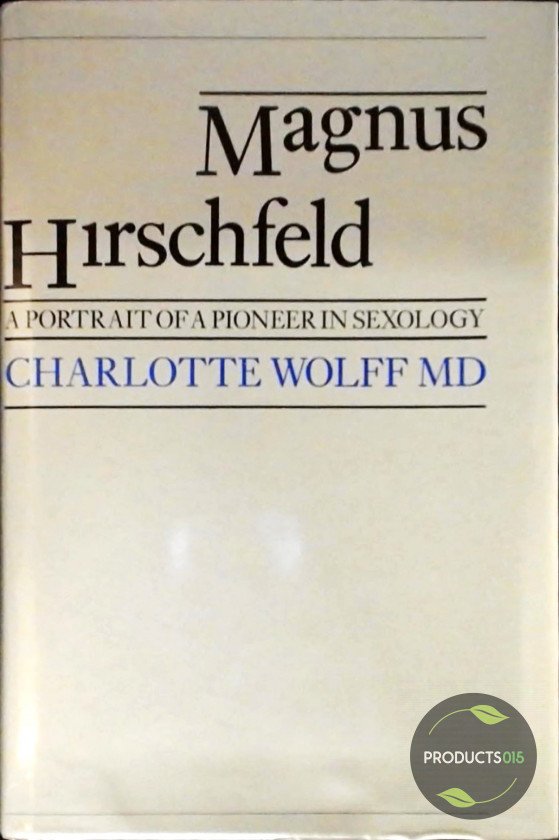 Magnus
Hirschfeld
A PORTRAIT OF A PIONEER IN SEXOLOGY
CHARLOTTE WOLFF MD
PRODUCTS015